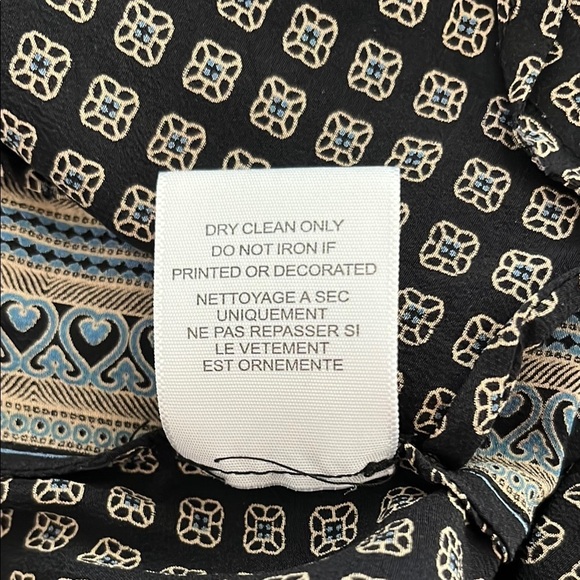 DRY CLEAN ONLY
DO NOT IRON IF
PRINTED OR DECORATED
NETTOYAGE A SEC
UNIQUEMENT
NE PAS REPASSER SI
LE VETEMENT
EST ORNEMENTE